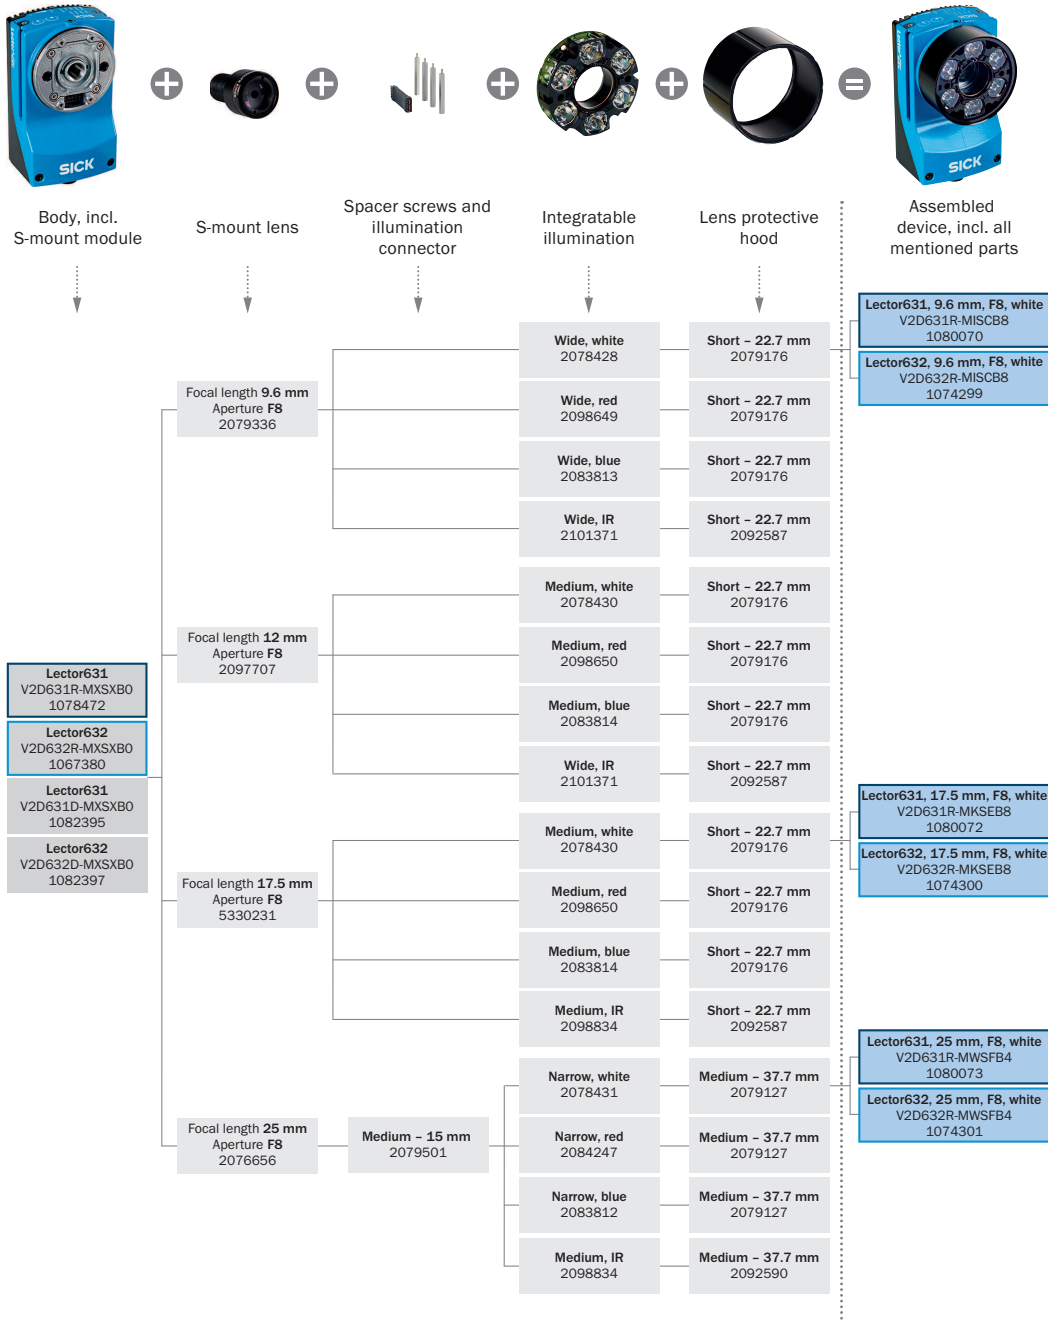 SICK
SICK
Body, incl.
S-mount module
S-mount lens
Spacer screws and
illumination
connector
Integratable
illumination
Lens protective
hood
Assembled
device, incl. all
mentioned parts
Lector631
V2D631R-MXSXB0
1078472
Lector632
V2D632R-MXSXB0
1067380
Lector631
V2D631D-MXSXB0
1082395
Lector632
V2D632D-MXSXB0
1082397
Focal length 9.6 mm
Aperture F8
2079336
Wide, white
2078428
Short – 22.7 mm
2079176
Lector631, 9.6 mm, F8, white
V2D631R-MISCB8
1080070
Lector632, 9.6 mm, F8, white
V2D632R-MISCB8
1074299
Wide, red
2098649
Short – 22.7 mm
2079176
Wide, blue
2083813
Short – 22.7 mm
2079176
Wide, IR
2101371
Short – 22.7 mm
2092587
Focal length 12 mm
Aperture F8
2097707
Medium, white
2078430
Short – 22.7 mm
2079176
Medium, red
2098650
Short – 22.7 mm
2079176
Medium, blue
2083814
Short – 22.7 mm
2079176
Wide, IR
2101371
Short – 22.7 mm
2092587
Focal length 17.5 mm
Aperture F8
5330231
Medium, white
2078430
Short – 22.7 mm
2079176
Lector631, 17.5 mm, F8, white
V2D631R-MKSEB8
1080072
Lector632, 17.5 mm, F8, white
V2D632R-MKSEB8
1074300
Medium, red
2098650
Short – 22.7 mm
2079176
Medium, blue
2083814
Short – 22.7 mm
2079176
Medium, IR
2098834
Short – 22.7 mm
2092587
Focal length 25 mm
Aperture F8
2076656
Medium – 15 mm
2079501
Narrow, white
2078431
Medium – 37.7 mm
2079127
Lector631, 25 mm, F8, white
V2D631R-MWSFB4
1080073
Lector632, 25 mm, F8, white
V2D632R-MWSFB4
1074301
Narrow, red
2084247
Medium – 37.7 mm
2079127
Narrow, blue
2083812
Medium – 37.7 mm
2079127
Medium, IR
2098834
Medium – 37.7 mm
2092590